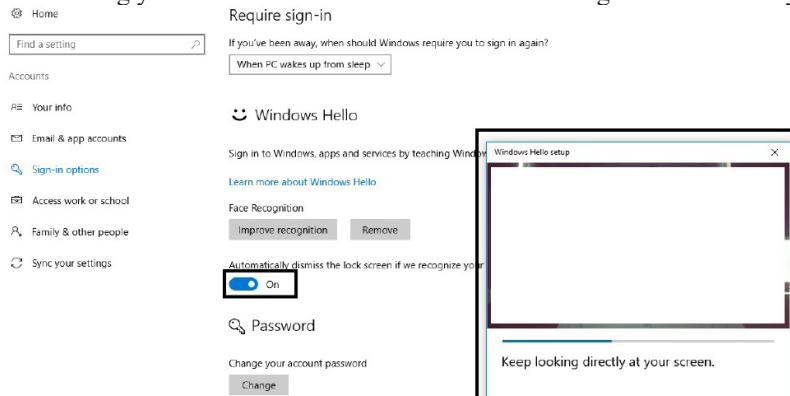 Home
Find a setting
Accounts
Your info
Email & app accounts
Sign-in options
Access work or school
Family & other people
Sync your settings
Require sign-in
If you've been away, when should Windows require you to sign in again?
When PC wakes up from sleep
Windows Hello
Sign in to Windows, apps and services by teaching
Learn more about Windows Hello
Face Recognition
Improve recognition Remove
Automatically dismiss the lock screen if we recognize
On
Password
Change your account password
Change
Windows Hello setup
Keep looking directly at your screen.